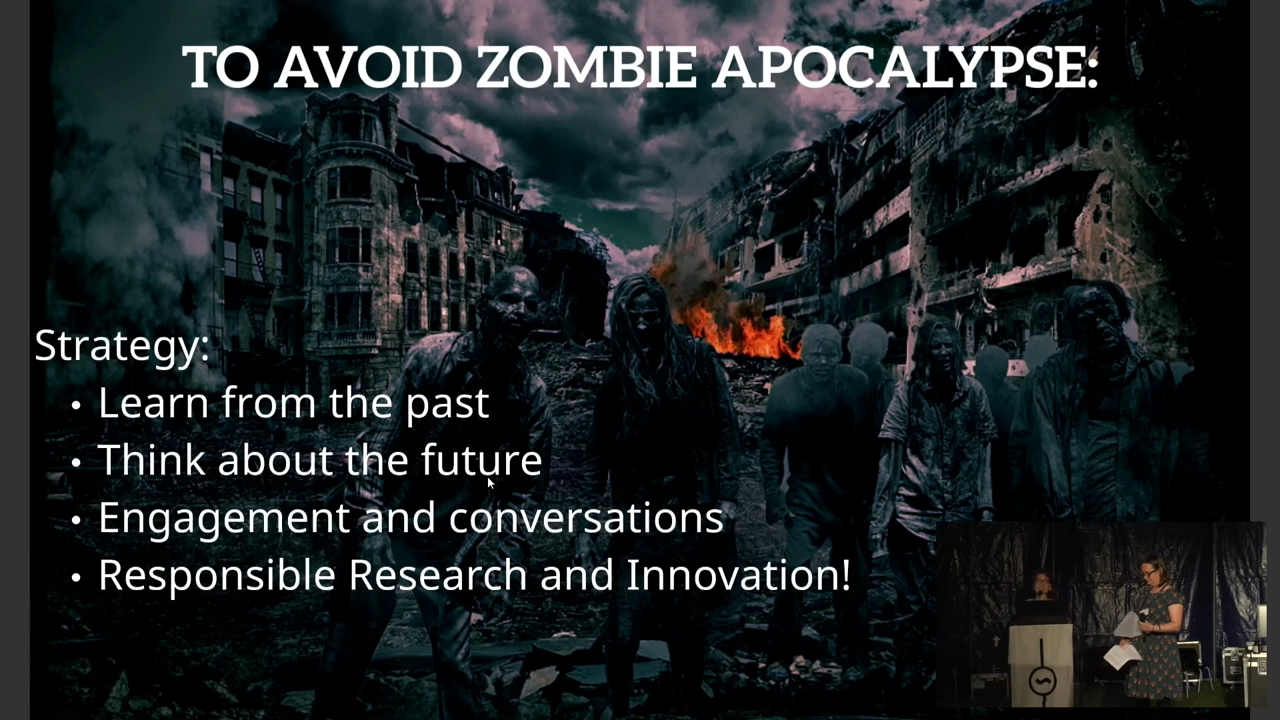 TO AVOID ZOMBIE APOCALYPSE:
Strategy:
• Learn from the past
• Think about the future
• Engagement and conversations
• Responsible Research and Innovation!